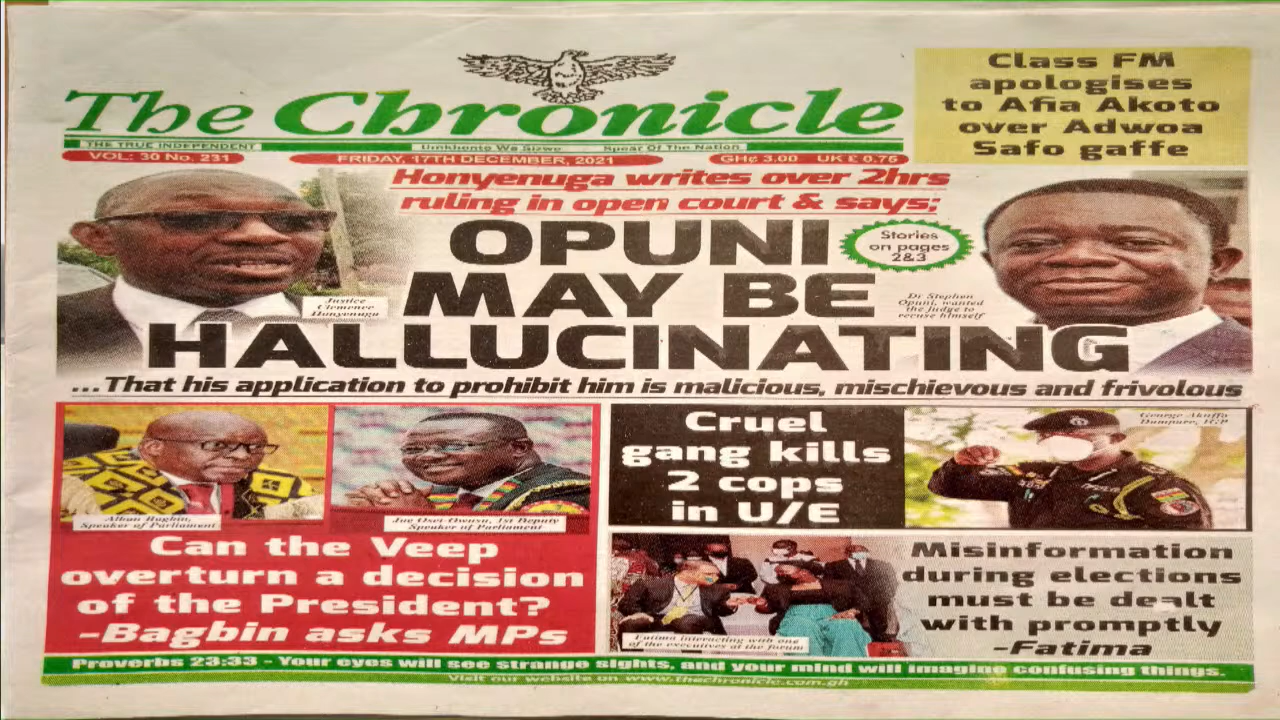 The Chronicle
THE TRUE INDEPENDENT
Umkhonto We Sizwe
Spear Of The Nation
VOL: 30 No. 231
FRIDAY, 17TH DECEMBER, 2021
GH¢ 3.00 UK £ 0.75
Class FM
apologises
to Afia Akoto
over Adwoa
Safo gaffe
Honyenuga writes over 2hrs
ruling in open court & says;
OPUNI
MAY BE
HALLUCINATING
Stories
on pages
2&3
Justice
Clemence
Honyenuga
Dr Stephen
Opuni, wanted
the judge to
recuse himself
...That his application to prohibit him is malicious, mischievous and frivolous
Alban Bagbin,
Speaker of Parliament
Joe Osei-Owusu, 1st Deputy
Speaker of Parliament
Can the Veep
overturn a decision
of the President?
-Bagbin asks MPs
Cruel
gang kills
2 cops
in U/E
George Akuffo
Dampare, IGP
Fatima interacting with one
of the executives at the forum
Misinformation
during elections
must be dealt
with promptly
-Fatima
Proverbs 23:33 - Your eyes will see strange sights, and your mind will imagine confusing things.
Visit our website on www.thechronicle.com.gh